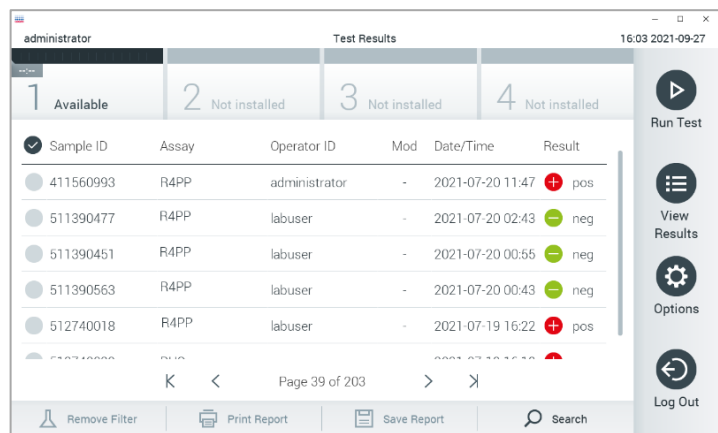 administrator Test Results 16:03 2021-09-27
--:--
1 Available 2 Not installed 3 Not installed 4 Not installed
Run Test
Sample ID Assay Operator ID Mod Date/Time Result
411560993 R4PP administrator - 2021-07-20 11:47 pos
511390477 R4PP labuser - 2021-07-20 02:43 neg
View
Results
511390451 R4PP labuser - 2021-07-20 00:55 neg
511390563 R4PP labuser - 2021-07-20 00:43 neg
Options
512740018 R4PP labuser - 2021-07-19 16:22 pos
Page 39 of 203
Log Out
Remove Filter Print Report Save Report Search